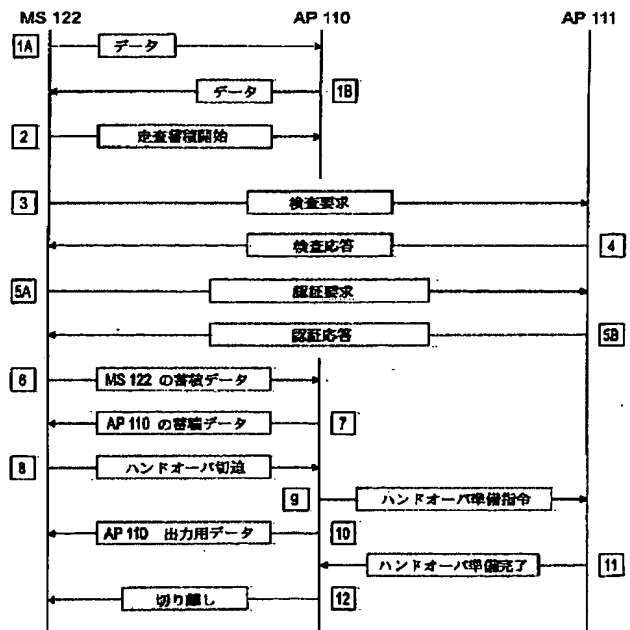 MS 122 AP 110 AP 111
1A データ
データ 1B
2 走査蓄積開始
3 検査要求
検査応答 4
5A 認証要求
認証応答 5B
6 MS 122 の蓄積データ
AP 110 の蓄積データ 7
8 ハンドオーバ切迫
9 ハンドオーバ準備指令
AP 110 出力用データ 10
ハンドオーバ準備完了 11
切り離し 12